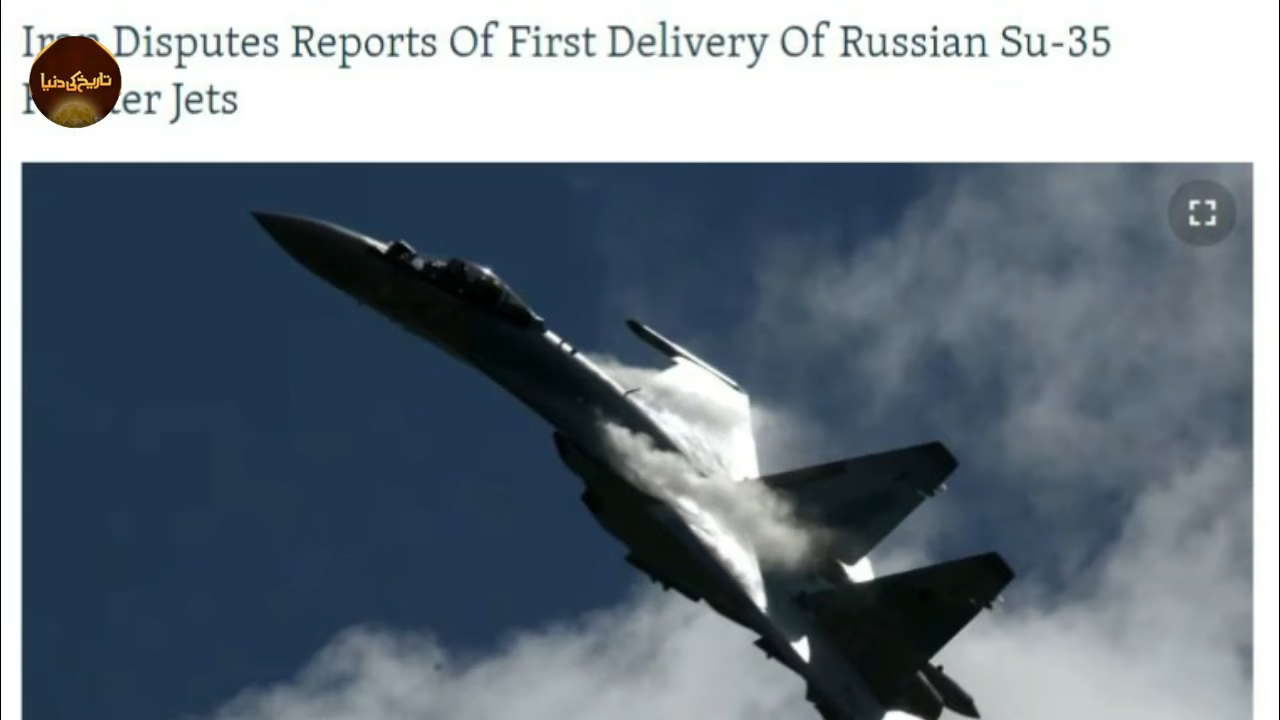 Disputes Reports Of First Delivery Of Russian Su-35
Jets
تاریخ کی دنیا